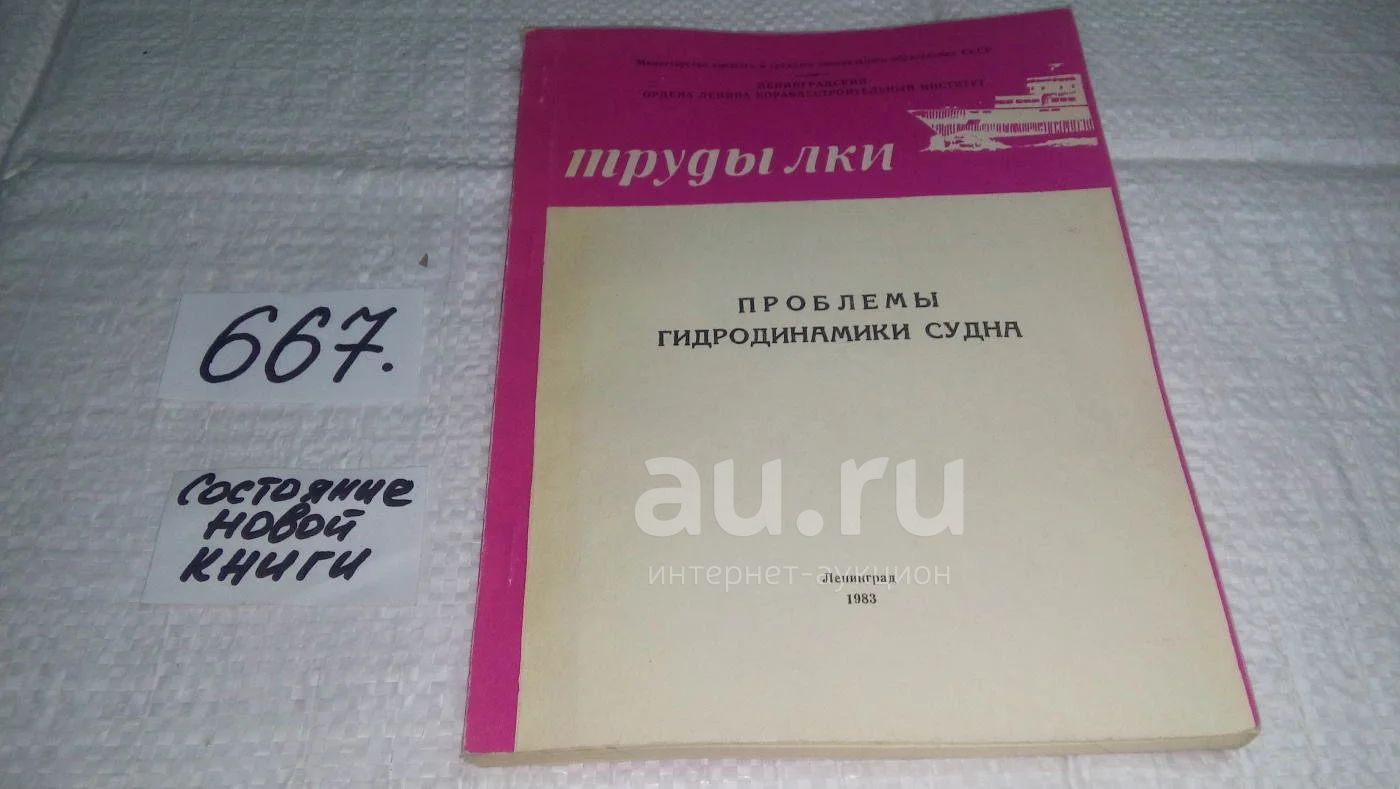 Министерство высшего и среднего специального образования СССР
ЛЕНИНГРАДСКИЙ
ОРДЕНА ЛЕНИНА КОРАБЛЕСТРОИТЕЛЬНЫЙ ИНСТИТУТ
труды лки
ПРОБЛЕМЫ
ГИДРОДИНАМИКИ СУДНА
667.
Состояние
новой
книги
au.ru
интернет-аукцион
Ленинград
1983